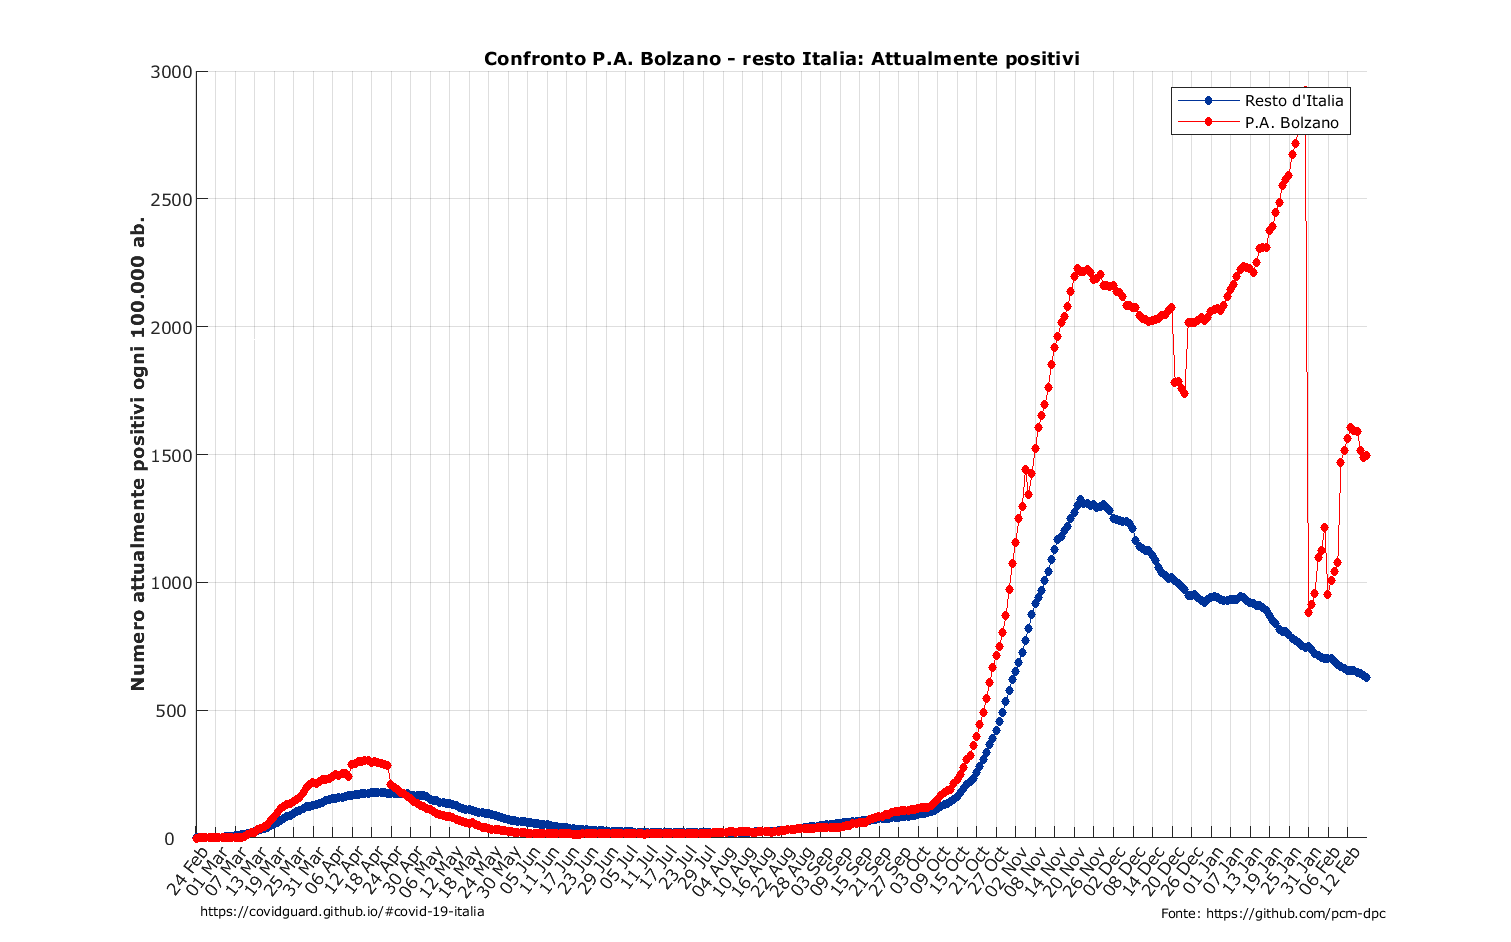 Confronto P.A. Bolzano - resto Italia: Attualmente positivi
Resto d'Italia
P.A. Bolzano
Numero attualmente positivi ogni 100.000 ab.
3000
2500
2000
1500
1000
500
0
24 Feb
01 Mar
07 Mar
13 Mar
19 Mar
25 Mar
31 Mar
06 Apr
12 Apr
18 Apr
24 Apr
30 Apr
06 May
12 May
18 May
24 May
30 May
05 Jun
11 Jun
17 Jun
23 Jun
29 Jun
05 Jul
11 Jul
17 Jul
23 Jul
29 Jul
04 Aug
10 Aug
16 Aug
22 Aug
28 Aug
03 Sep
09 Sep
15 Sep
21 Sep
27 Sep
03 Oct
09 Oct
15 Oct
21 Oct
27 Oct
02 Nov
08 Nov
14 Nov
20 Nov
26 Nov
02 Dec
08 Dec
14 Dec
20 Dec
26 Dec
01 Jan
07 Jan
13 Jan
19 Jan
25 Jan
31 Jan
06 Feb
12 Feb
https://covidguard.github.io/#covid-19-italia
Fonte: https://github.com/pcm-dpc